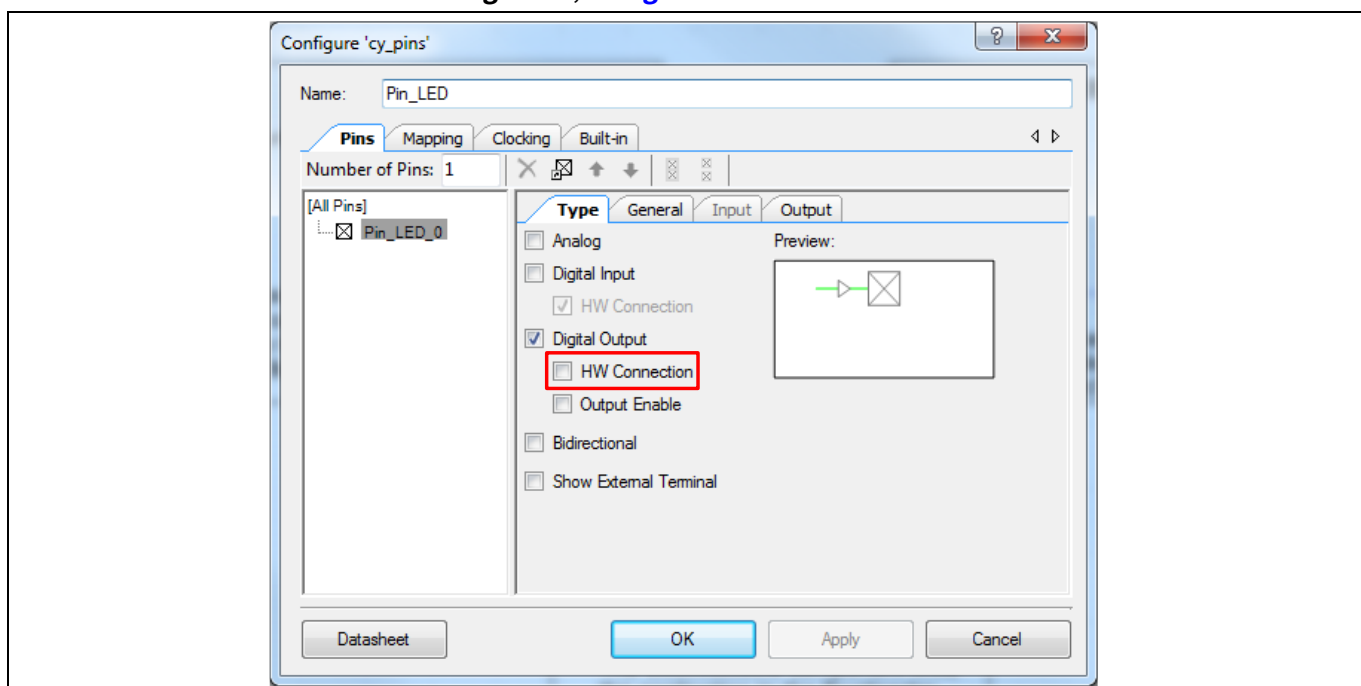 Configure 'cy_pins'
Name: Pin_LED
Pins Mapping Clocking Built-in
Number of Pins: 1
[All Pins]
Pin_LED_0
Type General Input Output
Analog
Preview:
Digital Input
HW Connection
Digital Output
HW Connection
Output Enable
Bidirectional
Show External Terminal
Datasheet
OK
Apply
Cancel